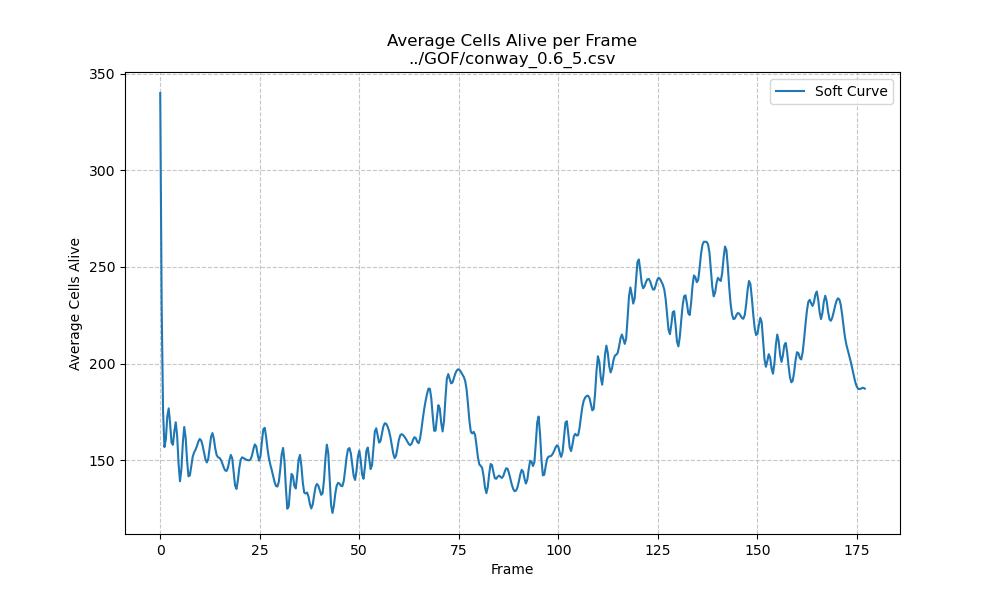 Average Cells Alive per Frame
../GOF/conway_0.6_5.csv
Soft Curve
Average Cells Alive
350
300
250
200
150
0 25 50 75 100 125 150 175
Frame